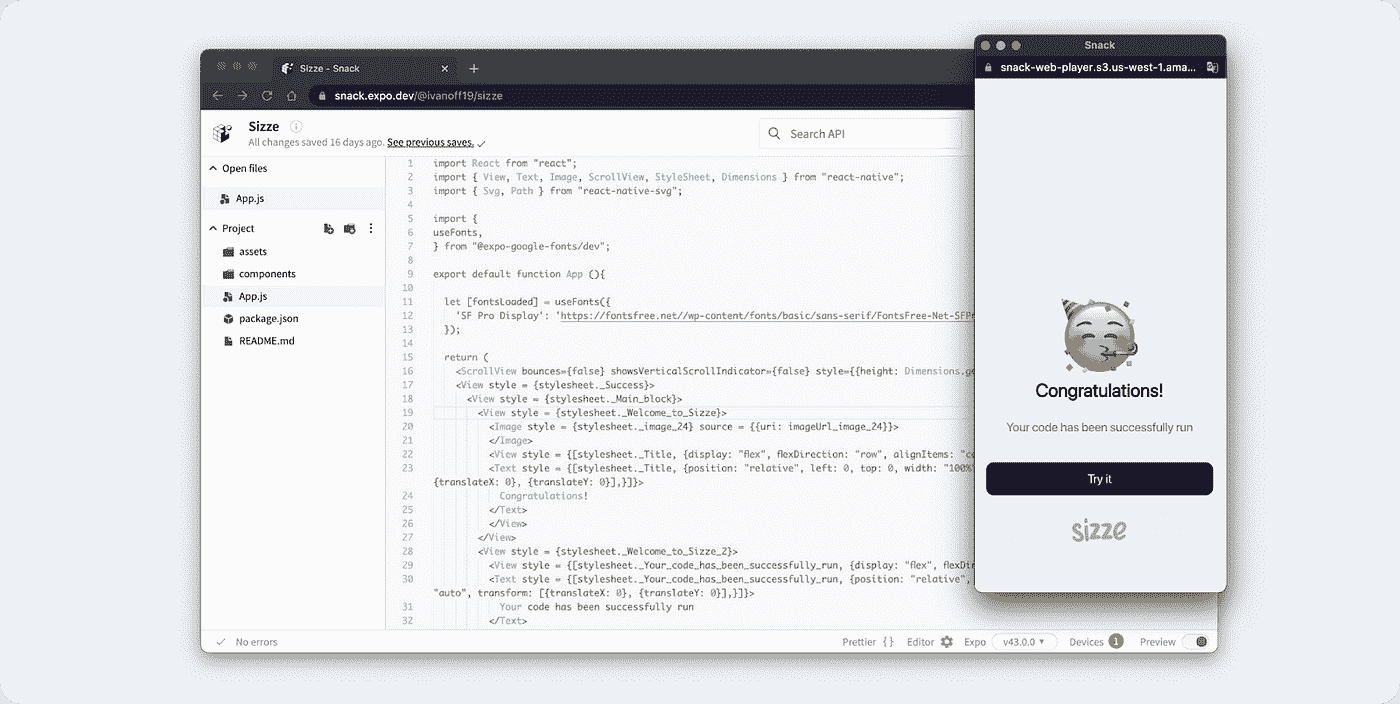 Sizze - Snack
snack.expo.dev/@ivanoff19/sizze
Sizze
All changes saved 16 days ago. See previous saves.
Search API
Open files
App.js
Project
assets
components
App.js
package.json
README.md
1 import React from "react";
2 import { View, Text, Image, ScrollView, StyleSheet, Dimensions } from "react-native";
3 import { Svg, Path } from "react-native-svg";
4
5 import {
6 useFonts,
7 } from "@expo-google-fonts/dev";
8
9 export default function App (){
10
11 let [fontsLoaded] = useFonts({
12 'SF Pro Display': 'https://fontsfree.net//wp-content/fonts/basic/sans-serif/FontsFree-Net-SFPr
13 });
14
15 return (
16 <ScrollView bounces={false} showsVerticalScrollIndicator={false} style={{height: Dimensions.ge
17 <View style = {stylesheet._Success}>
18 <View style = {stylesheet._Main_block}>
19 <View style = {stylesheet._Welcome_to_Sizze}>
20 <Image style = {stylesheet._image_24} source = {{uri: imageUrl_image_24}}>
21 </Image>
22 <View style = {[stylesheet._Title, {display: "flex", flexDirection: "row", alignItems: "ce
23 <Text style = {[stylesheet._Title, {position: "relative", left: 0, top: 0, width: "100%"
{translateX: 0}, {translateY: 0}],}]}>
24 Congratulations!
25 </Text>
26 </View>
27 </View>
28 <View style = {stylesheet._Welcome_to_Sizze_2}>
29 <View style = {[stylesheet._Your_code_has_been_successfully_run, {display: "flex", flexDir
30 <Text style = {[stylesheet._Your_code_has_been_successfully_run, {position: "relative",
"auto", transform: [{translateX: 0}, {translateY: 0}],}]}>
31 Your code has been successfully run
32 </Text>
No errors
Prettier { } Editor Expo v43.0.0 Devices 1 Preview
Snack
snack-web-player.s3.us-west-1.ama...
Congratulations!
Your code has been successfully run
Try it
sizze